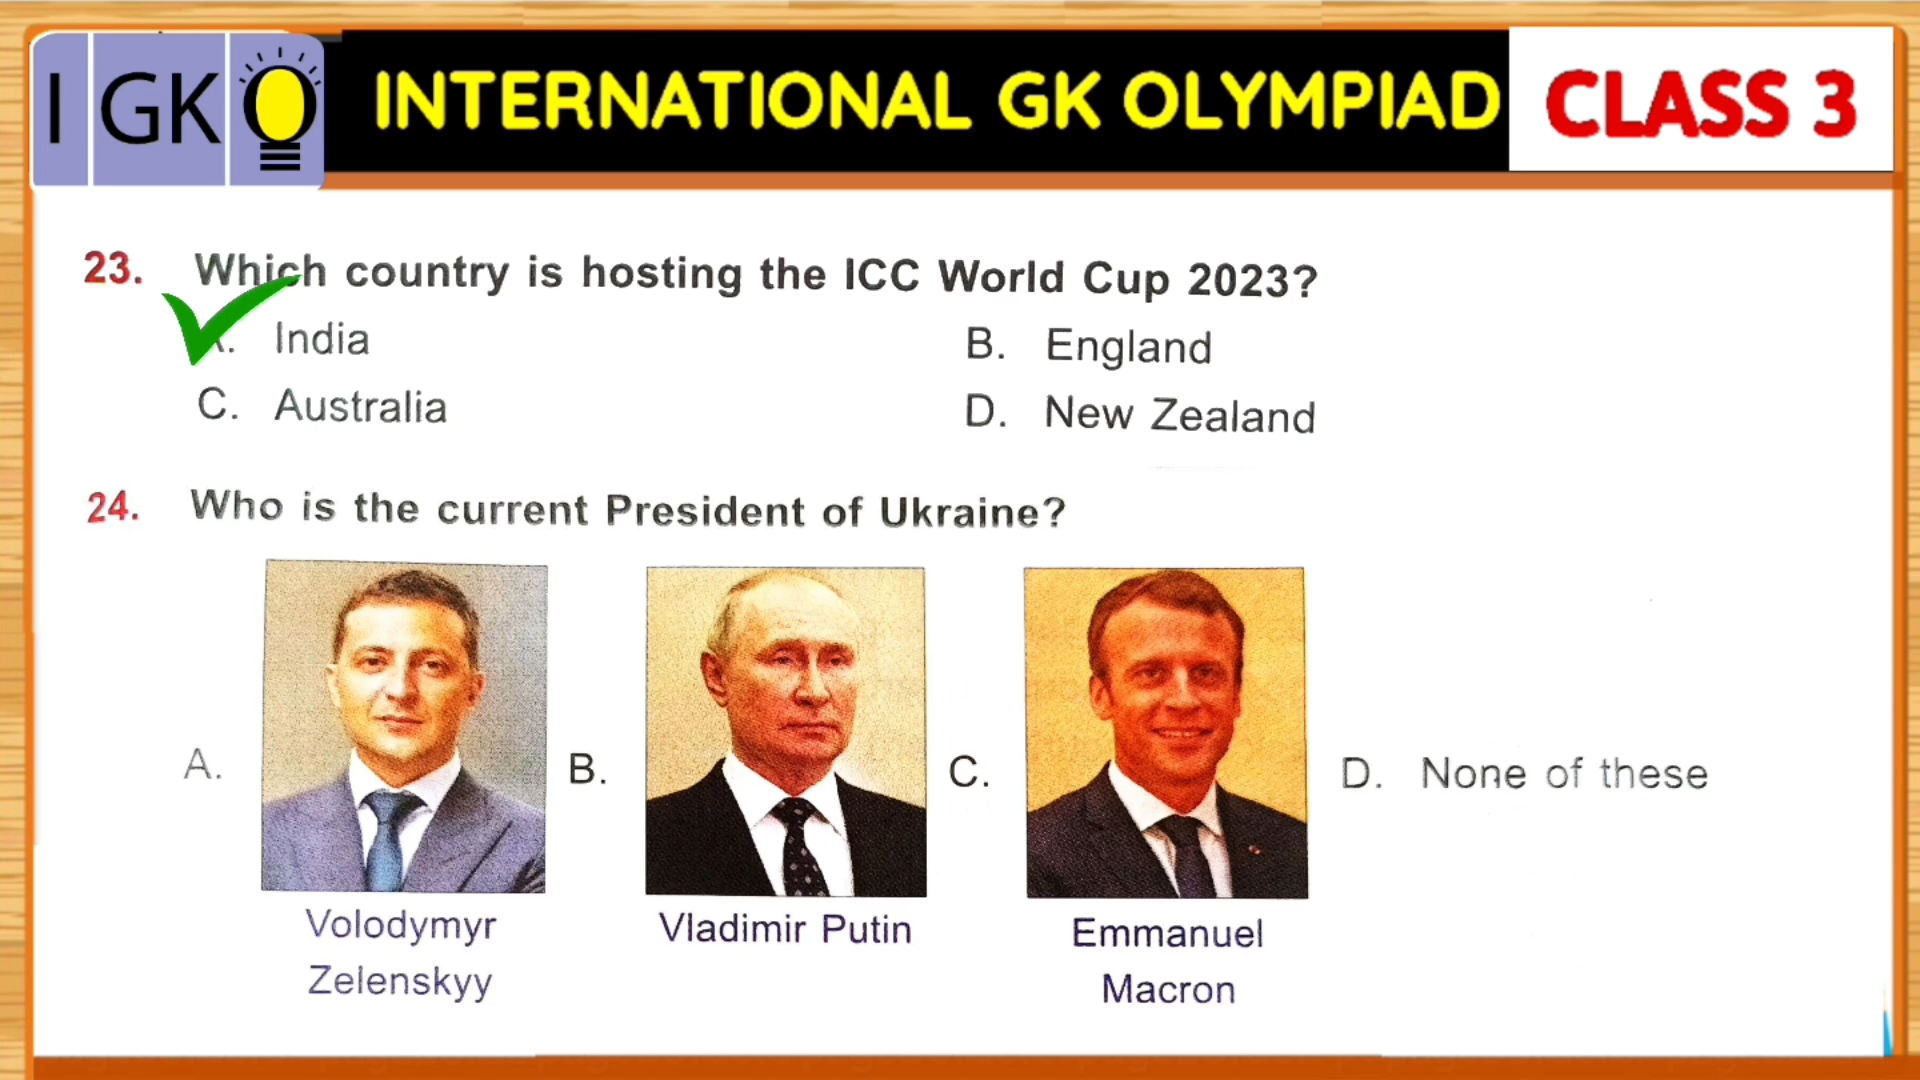 IGKO INTERNATIONAL GK OLYMPIAD CLASS 3
23. Which country is hosting the ICC World Cup 2023?
A. India B. England
C. Australia D. New Zealand
24. Who is the current President of Ukraine?
A. B. C. D. None of these
Volodymyr Zelenskyy
Vladimir Putin
Emmanuel Macron